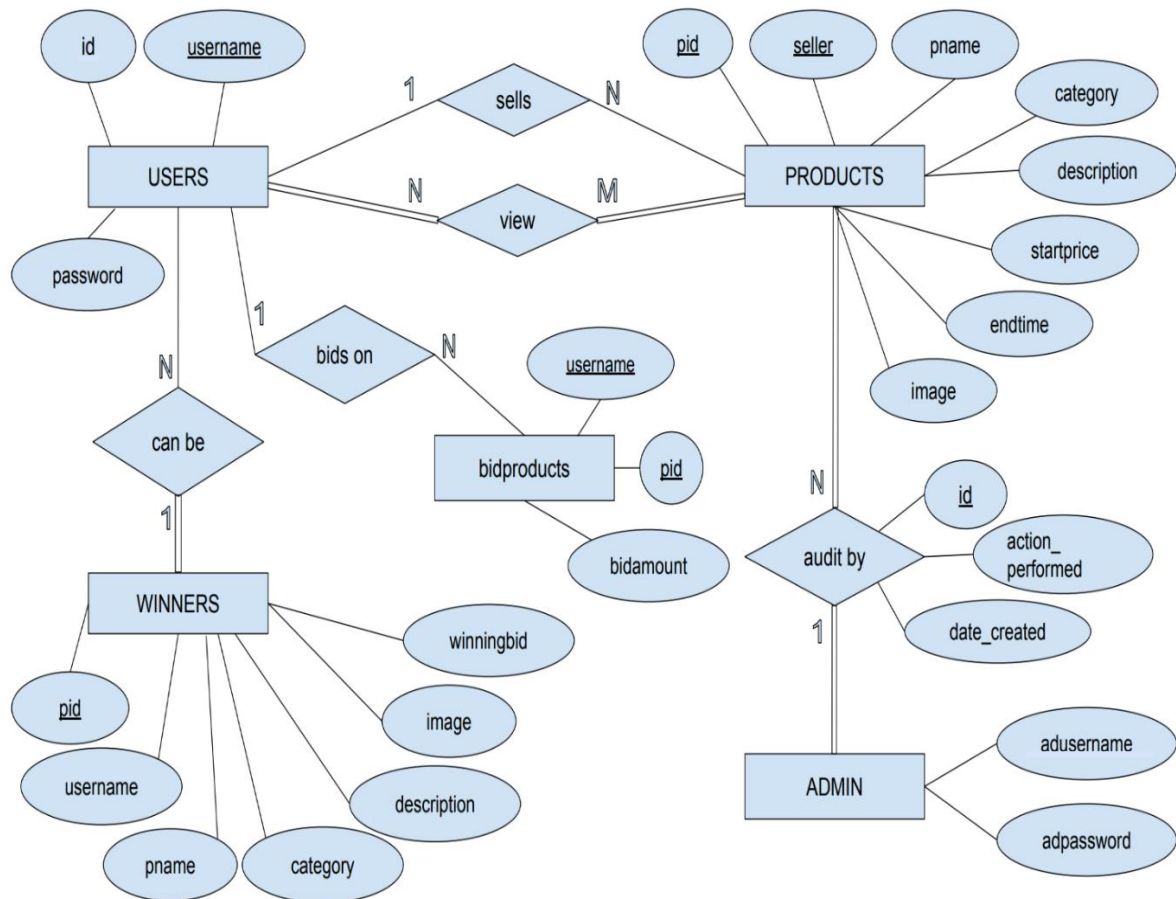 id
username
pid
seller
pname
category
1
sells
N
description
USERS
PRODUCTS
N
view
M
password
startprice
endtime
1
bids on
N
image
username
N
can be
1
bidproducts
pid
bidamount
N
id
audit by
action_
performed
date_created
1
WINNERS
winningbid
pid
image
username
description
pname
category
adusername
ADMIN
adpassword